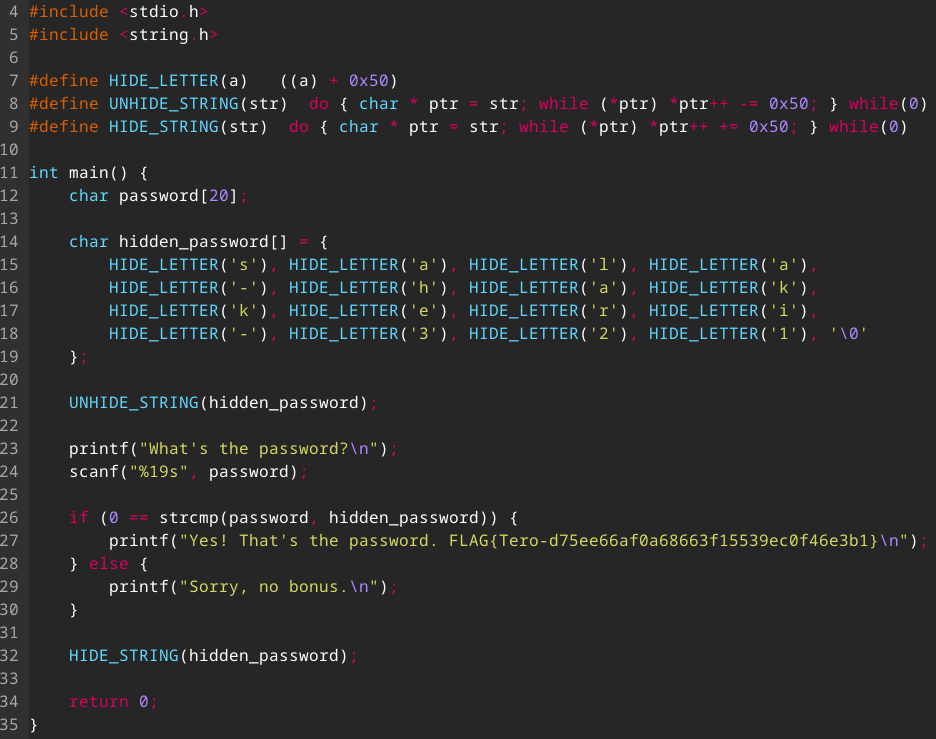 4 #include <stdio.h>
5 #include <string.h>
6
7 #define HIDE_LETTER(a)   ((a) + 0x50)
8 #define UNHIDE_STRING(str)  do { char * ptr = str; while (*ptr) *ptr++ -= 0x50; } while(0)
9 #define HIDE_STRING(str)  do { char * ptr = str; while (*ptr) *ptr++ += 0x50; } while(0)
10
11 int main() {
12     char password[20];
13
14     char hidden_password[] = {
15         HIDE_LETTER('s'), HIDE_LETTER('a'), HIDE_LETTER('l'), HIDE_LETTER('a'),
16         HIDE_LETTER('-'), HIDE_LETTER('h'), HIDE_LETTER('a'), HIDE_LETTER('k'),
17         HIDE_LETTER('k'), HIDE_LETTER('e'), HIDE_LETTER('r'), HIDE_LETTER('i'),
18         HIDE_LETTER('-'), HIDE_LETTER('3'), HIDE_LETTER('2'), HIDE_LETTER('1'), '\0'
19     };
20
21     UNHIDE_STRING(hidden_password);
22
23     printf("What's the password?\n");
24     scanf("%19s", password);
25
26     if (0 == strcmp(password, hidden_password)) {
27         printf("Yes! That's the password. FLAG{Tero-d75ee66af0a68663f15539ec0f46e3b1}\n");
28     } else {
29         printf("Sorry, no bonus.\n");
30     }
31
32     HIDE_STRING(hidden_password);
33
34     return 0;
35 }